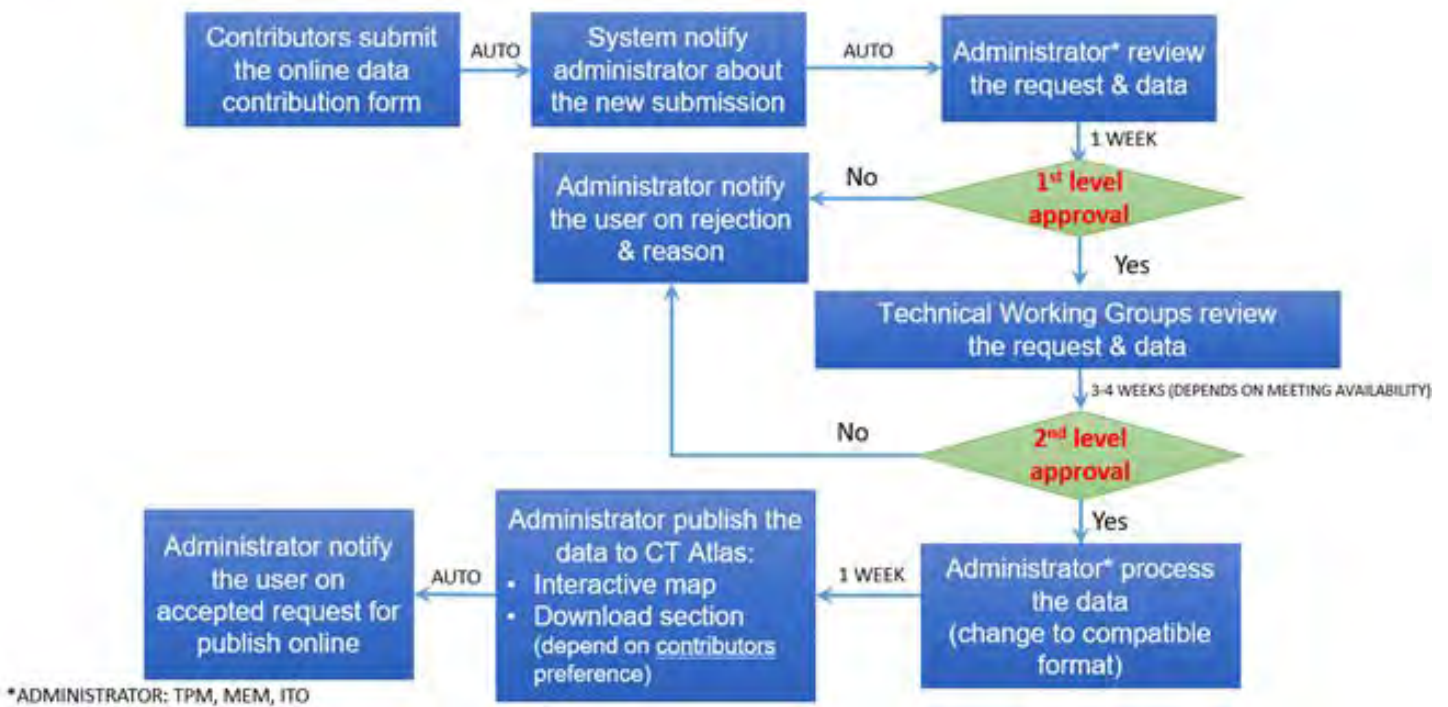 Contributors submit
the online data
contribution form
AUTO
System notify
administrator about
the new submission
AUTO
Administrator* review
the request & data
1 WEEK
1st level
approval
No
Administrator notify
the user on rejection
& reason
Yes
Technical Working Groups review
the request & data
3-4 WEEKS (DEPENDS ON MEETING AVAILABILITY)
2nd level
approval
No
Yes
Administrator* process
the data
(change to compatible
format)
1 WEEK
Administrator publish the
data to CT Atlas:
• Interactive map
• Download section
(depend on contributors
preference)
AUTO
Administrator notify
the user on
accepted request for
publish online
*ADMINISTRATOR: TPM, MEM, ITO